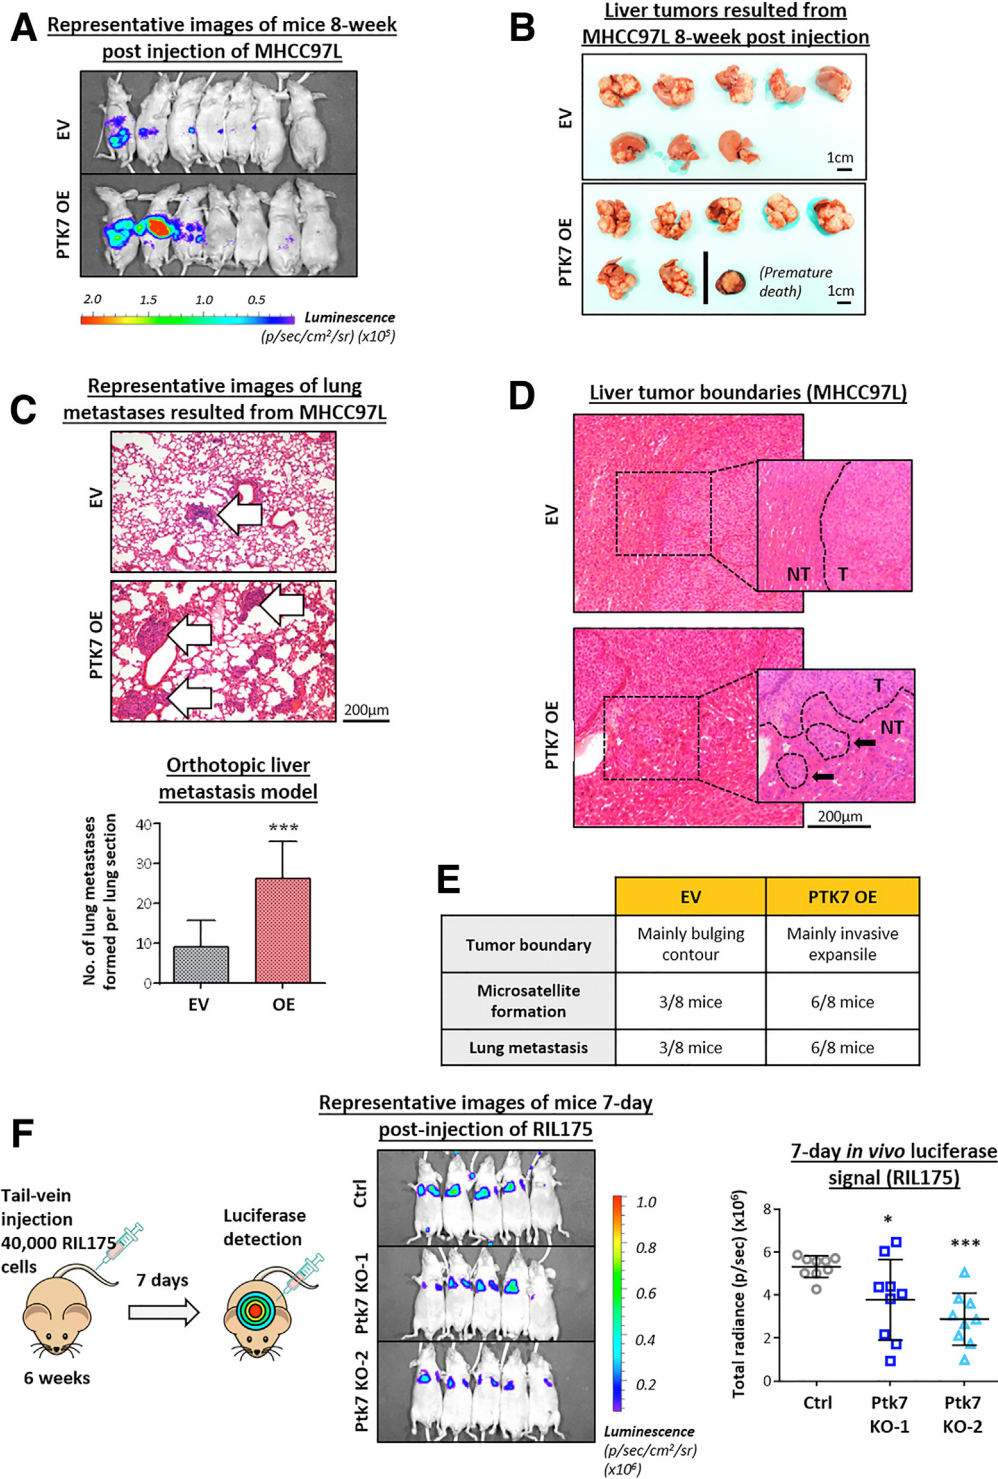 A
Representative images of mice 8-week
post injection of MHCC97L
EV
PTK7 OE
2.0 1.5 1.0 0.5
Luminescence
(p/sec/cm²/sr) (x10⁵)
B
Liver tumors resulted from
MHCC97L 8-week post injection
EV
1cm
PTK7 OE
(Premature
death)
1cm
C
Representative images of lung
metastases resulted from MHCC97L
EV
PTK7 OE
200µm
Orthotopic liver
metastasis model
No. of lung metastases
formed per lung section
40
30
20
10
0
***
EV OE
D
Liver tumor boundaries (MHCC97L)
EV
NT T
PTK7 OE
T
NT
200µm
E
EV PTK7 OE
Tumor boundary Mainly bulging contour Mainly invasive expansile
Microsatellite formation 3/8 mice 6/8 mice
Lung metastasis 3/8 mice 6/8 mice
F
Tail-vein
injection
40,000 RIL175
cells
6 weeks
7 days
Luciferase
detection
Representative images of mice 7-day
post-injection of RIL175
Ctrl
Ptk7 KO-1
Ptk7 KO-2
1.0
0.8
0.6
0.4
0.2
Luminescence
(p/sec/cm²/sr)
(x10⁶)
7-day in vivo luciferase
signal (RIL175)
Total radiance (p/sec) (x10⁶)
8
6
4
2
0
*
***
Ctrl Ptk7 Ptk7
KO-1 KO-2